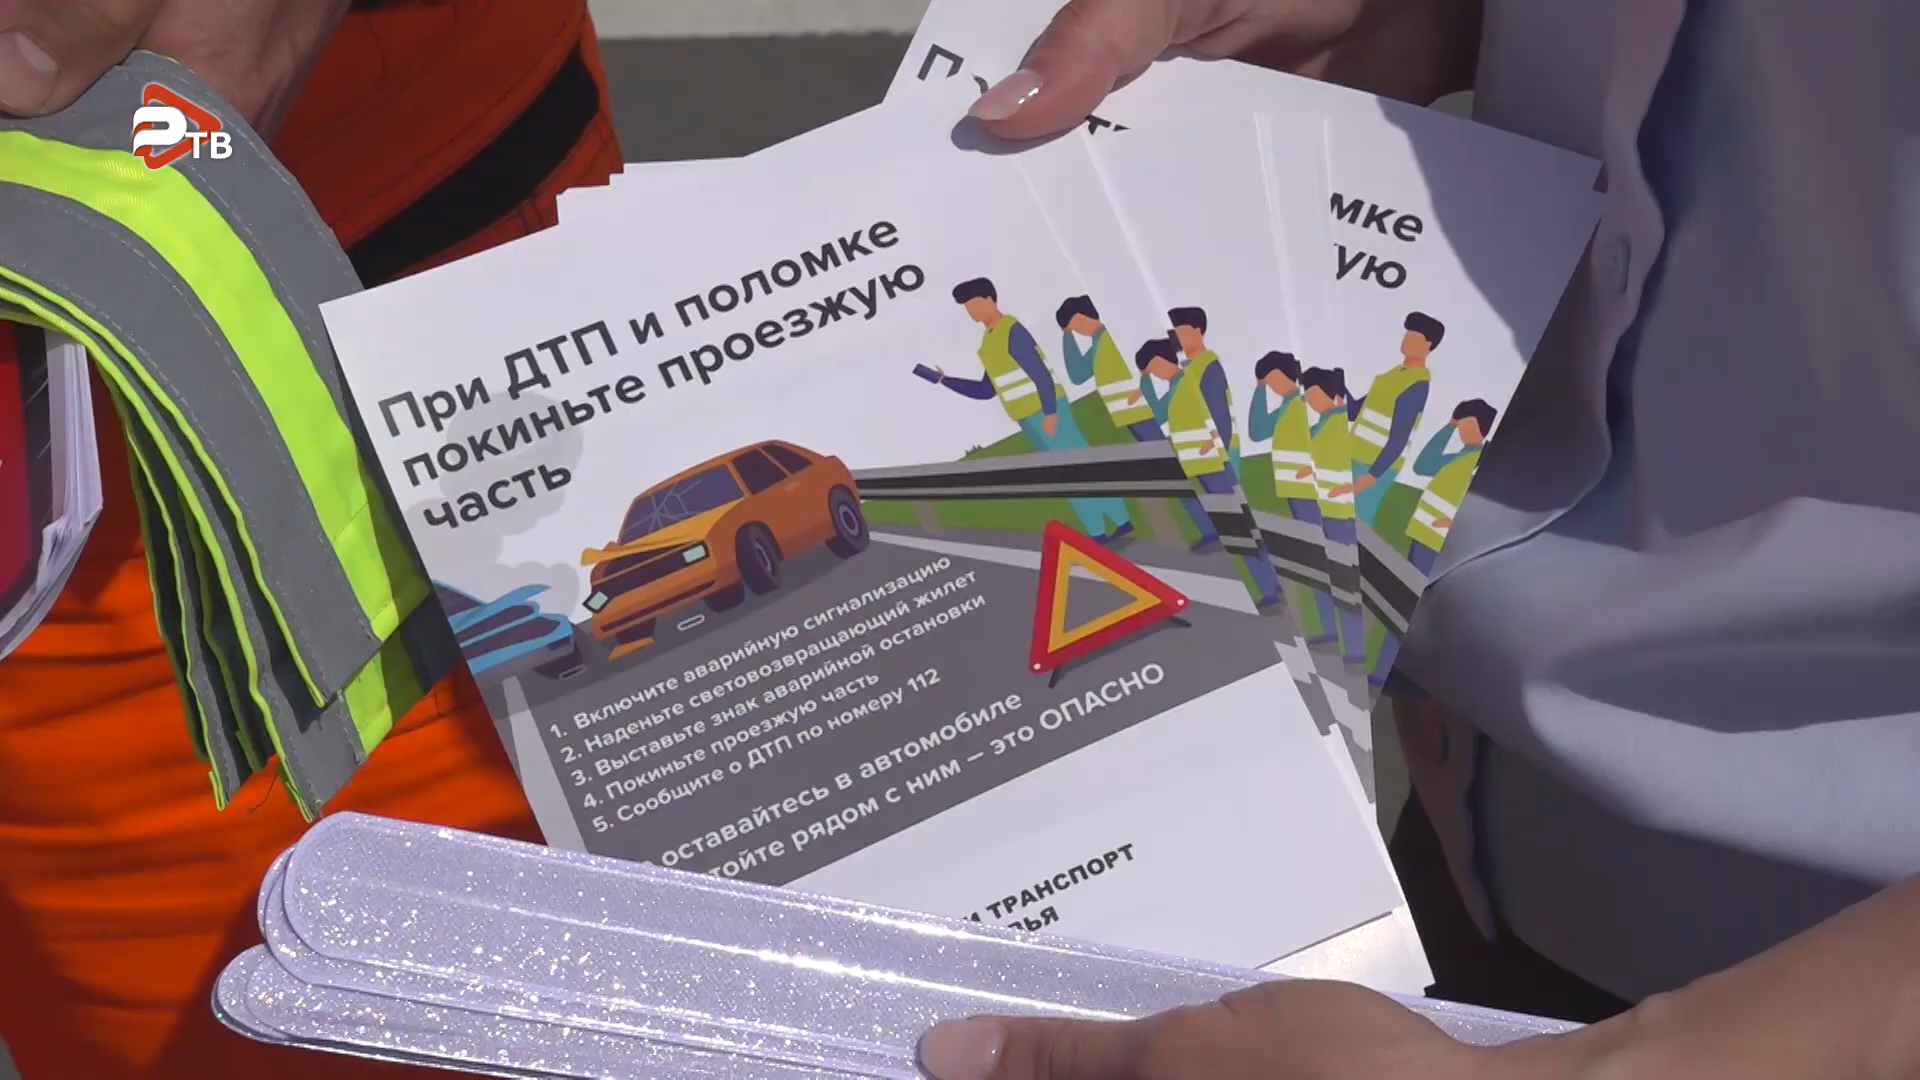 РТВ
При ДТП и поломке
покиньте проезжую
часть
1. Включите аварийную сигнализацию
2. Наденьте световозвращающий жилет
3. Выставьте знак аварийной остановки
4. Покиньте проезжую часть
5. Сообщите о ДТП по номеру 112
оставайтесь в автомобиле
тойте рядом с ним — это ОПАСНО
И ТРАНСПОРТ
ВЬЯ
мке
ую